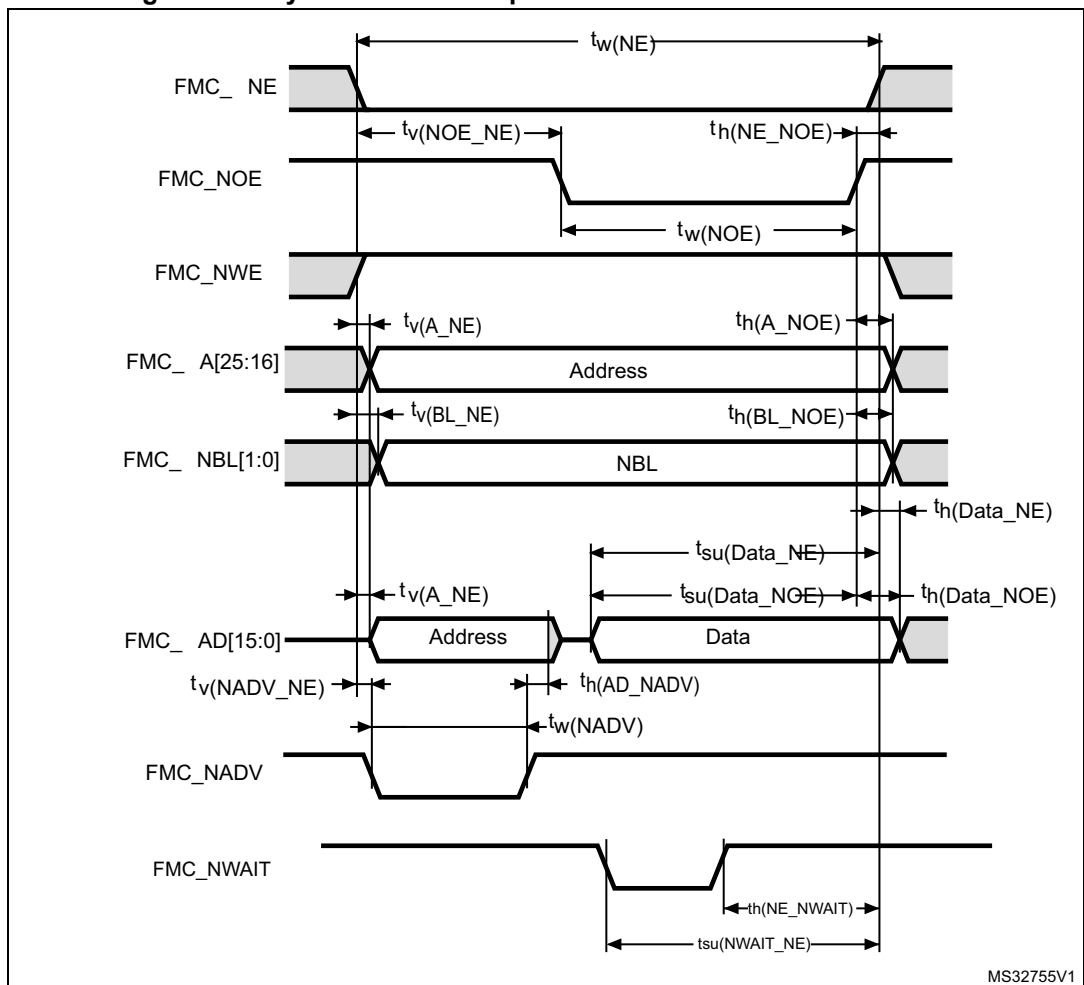 tw(NE)
FMC_ NE
tv(NOE_NE)
th(NE_NOE)
FMC_NOE
tw(NOE)
FMC_NWE
tv(A_NE)
th(A_NOE)
FMC_ A[25:16]
Address
tv(BL_NE)
th(BL_NOE)
FMC_ NBL[1:0]
NBL
th(Data_NE)
tsu(Data_NE)
tv(A_NE)
tsu(Data_NOE)
th(Data_NOE)
FMC_ AD[15:0]
Address
Data
tv(NADV_NE)
th(AD_NADV)
tw(NADV)
FMC_NADV
FMC_NWAIT
th(NE_NWAIT)
tsu(NWAIT_NE)
MS32755V1